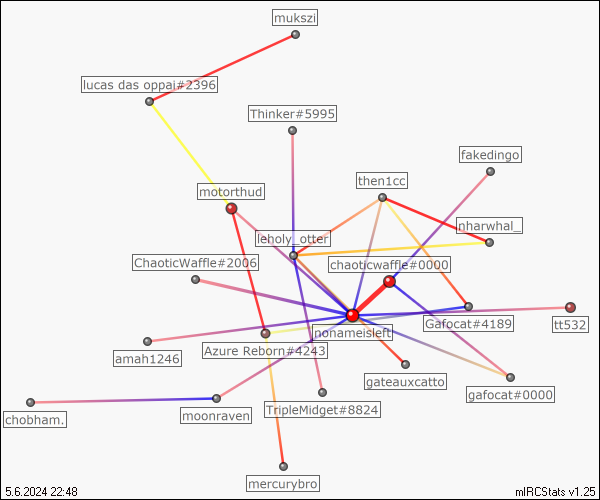 mukszi
lucas das oppai#2396
Thinker#5995
fakedingo
then1cc
motorthud
nharwhal_
leholy_otter
ChaoticWaffle#2006
chaoticwaffle#0000
nonameisleft
Gafocat#4189
tt532
amah1246
Azure Reborn#4243
gateauxcatto
gafocat#0000
TripleMidget#8824
moonraven
chobham.
mercurybro
5.6.2024 22:48
mIRCStats v1.25